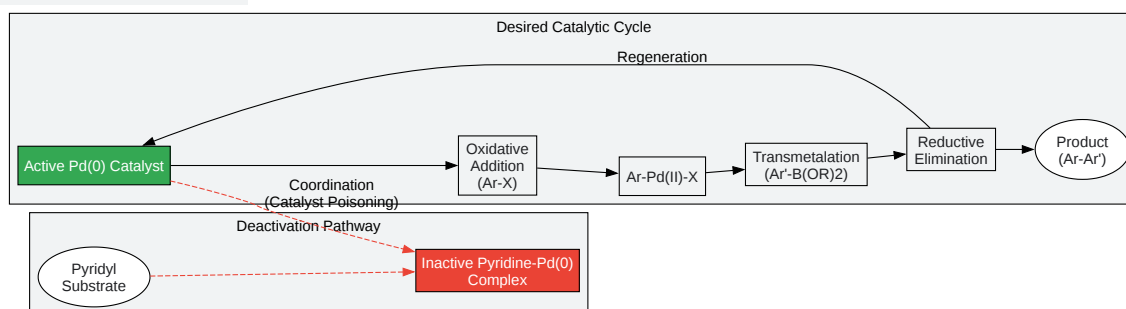 Desired Catalytic Cycle
Regeneration
Active Pd(0) Catalyst
Oxidative
Addition
(Ar-X)
Ar-Pd(II)-X
Transmetalation
(Ar'-B(OR)2)
Reductive
Elimination
Product
(Ar-Ar')
Coordination
(Catalyst Poisoning)
Deactivation Pathway
Pyridyl
Substrate
Inactive Pyridine-Pd(0)
Complex